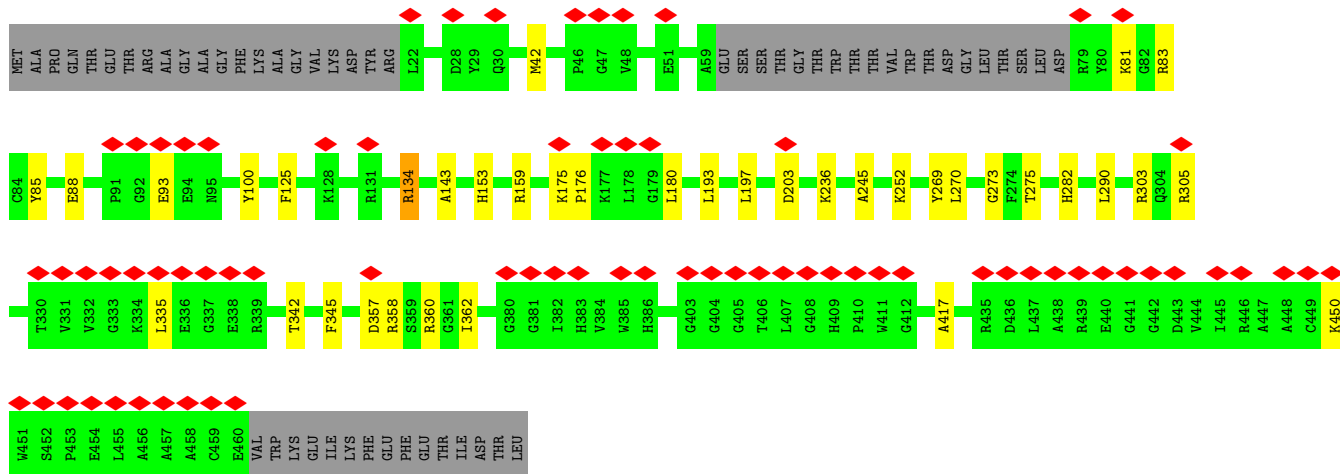 MET ALA PRO GLN THR GLU THR ARG ALA GLY ALA GLY PHE LYS ALA GLY VAL LYS ASP TYR ARG L22 D28 Y29 Q30 M42 P46 G47 V48 E51 A59 GLU SER SER THR GLY THR TRP THR THR VAL TRP THR ASP GLY LEU THR SER LEU ASP R79 Y80 K81 G82 R83
C84 Y85 E88 P91 G92 E93 E94 N95 Y100 F125 K128 R131 R134 A143 H153 R159 K175 P176 K177 L178 G179 L180 L193 L197 D203 K236 A245 K252 Y269 L270 G273 F274 T275 H282 L290 R303 Q304 R305
T330 V331 V332 G333 K334 L335 E336 G337 E338 R339 T342 F345 D357 R358 S359 R360 G361 I362 G380 G381 I382 H383 V384 W385 H386 G403 G404 G405 T406 L407 G408 H409 P410 W411 G412 A417 R435 D436 L437 A438 R439 E440 G441 G442 D443 V444 I445 R446 A447 A448 C449 K450
W451 S452 P453 E454 L455 A456 A457 A458 C459 E460 VAL TRP LYS GLU ILE LYS PHE GLU PHE GLU THR ILE ASP THR LEU